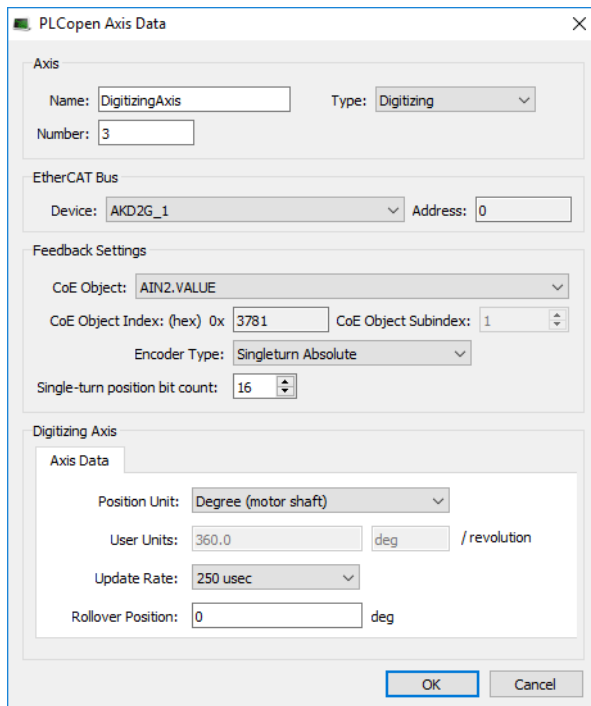 PLCopen Axis Data
Axis
Name: DigitizingAxis Type: Digitizing
Number: 3
EtherCAT Bus
Device: AKD2G_1 Address: 0
Feedback Settings
CoE Object: AIN2.VALUE
CoE Object Index: (hex) 0x 3781 CoE Object Subindex: 1
Encoder Type: Singleturn Absolute
Single-turn position bit count: 16
Digitizing Axis
Axis Data
Position Unit: Degree (motor shaft)
User Units: 360.0 deg / revolution
Update Rate: 250 usec
Rollover Position: 0 deg
OK Cancel